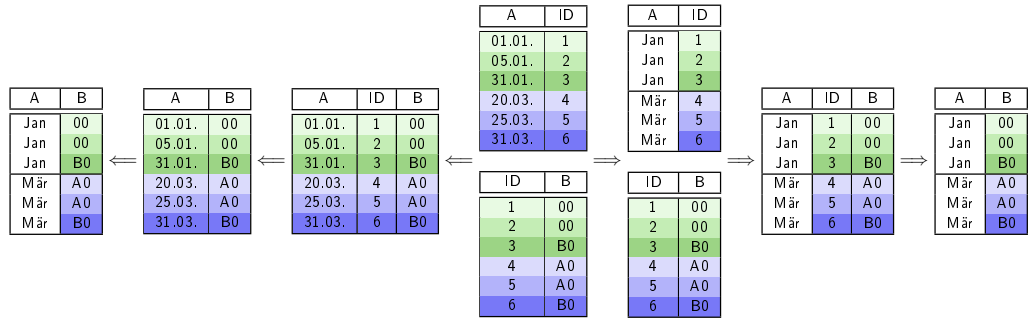 A B
Jan 00
Jan 00
Jan B0
Mär A0
Mär A0
Mär B0
⇐
A B
01.01. 00
05.01. 00
31.01. B0
20.03. A0
25.03. A0
31.03. B0
⇐
A ID B
01.01. 1 00
05.01. 2 00
31.01. 3 B0
20.03. 4 A0
25.03. 5 A0
31.03. 6 B0
⇐
A ID
01.01. 1
05.01. 2
31.01. 3
20.03. 4
25.03. 5
31.03. 6
ID B
1 00
2 00
3 B0
4 A0
5 A0
6 B0
⇒
A ID
Jan 1
Jan 2
Jan 3
Mär 4
Mär 5
Mär 6
ID B
1 00
2 00
3 B0
4 A0
5 A0
6 B0
⇒
A ID B
Jan 1 00
Jan 2 00
Jan 3 B0
Mär 4 A0
Mär 5 A0
Mär 6 B0
⇒
A B
Jan 00
Jan 00
Jan B0
Mär A0
Mär A0
Mär B0